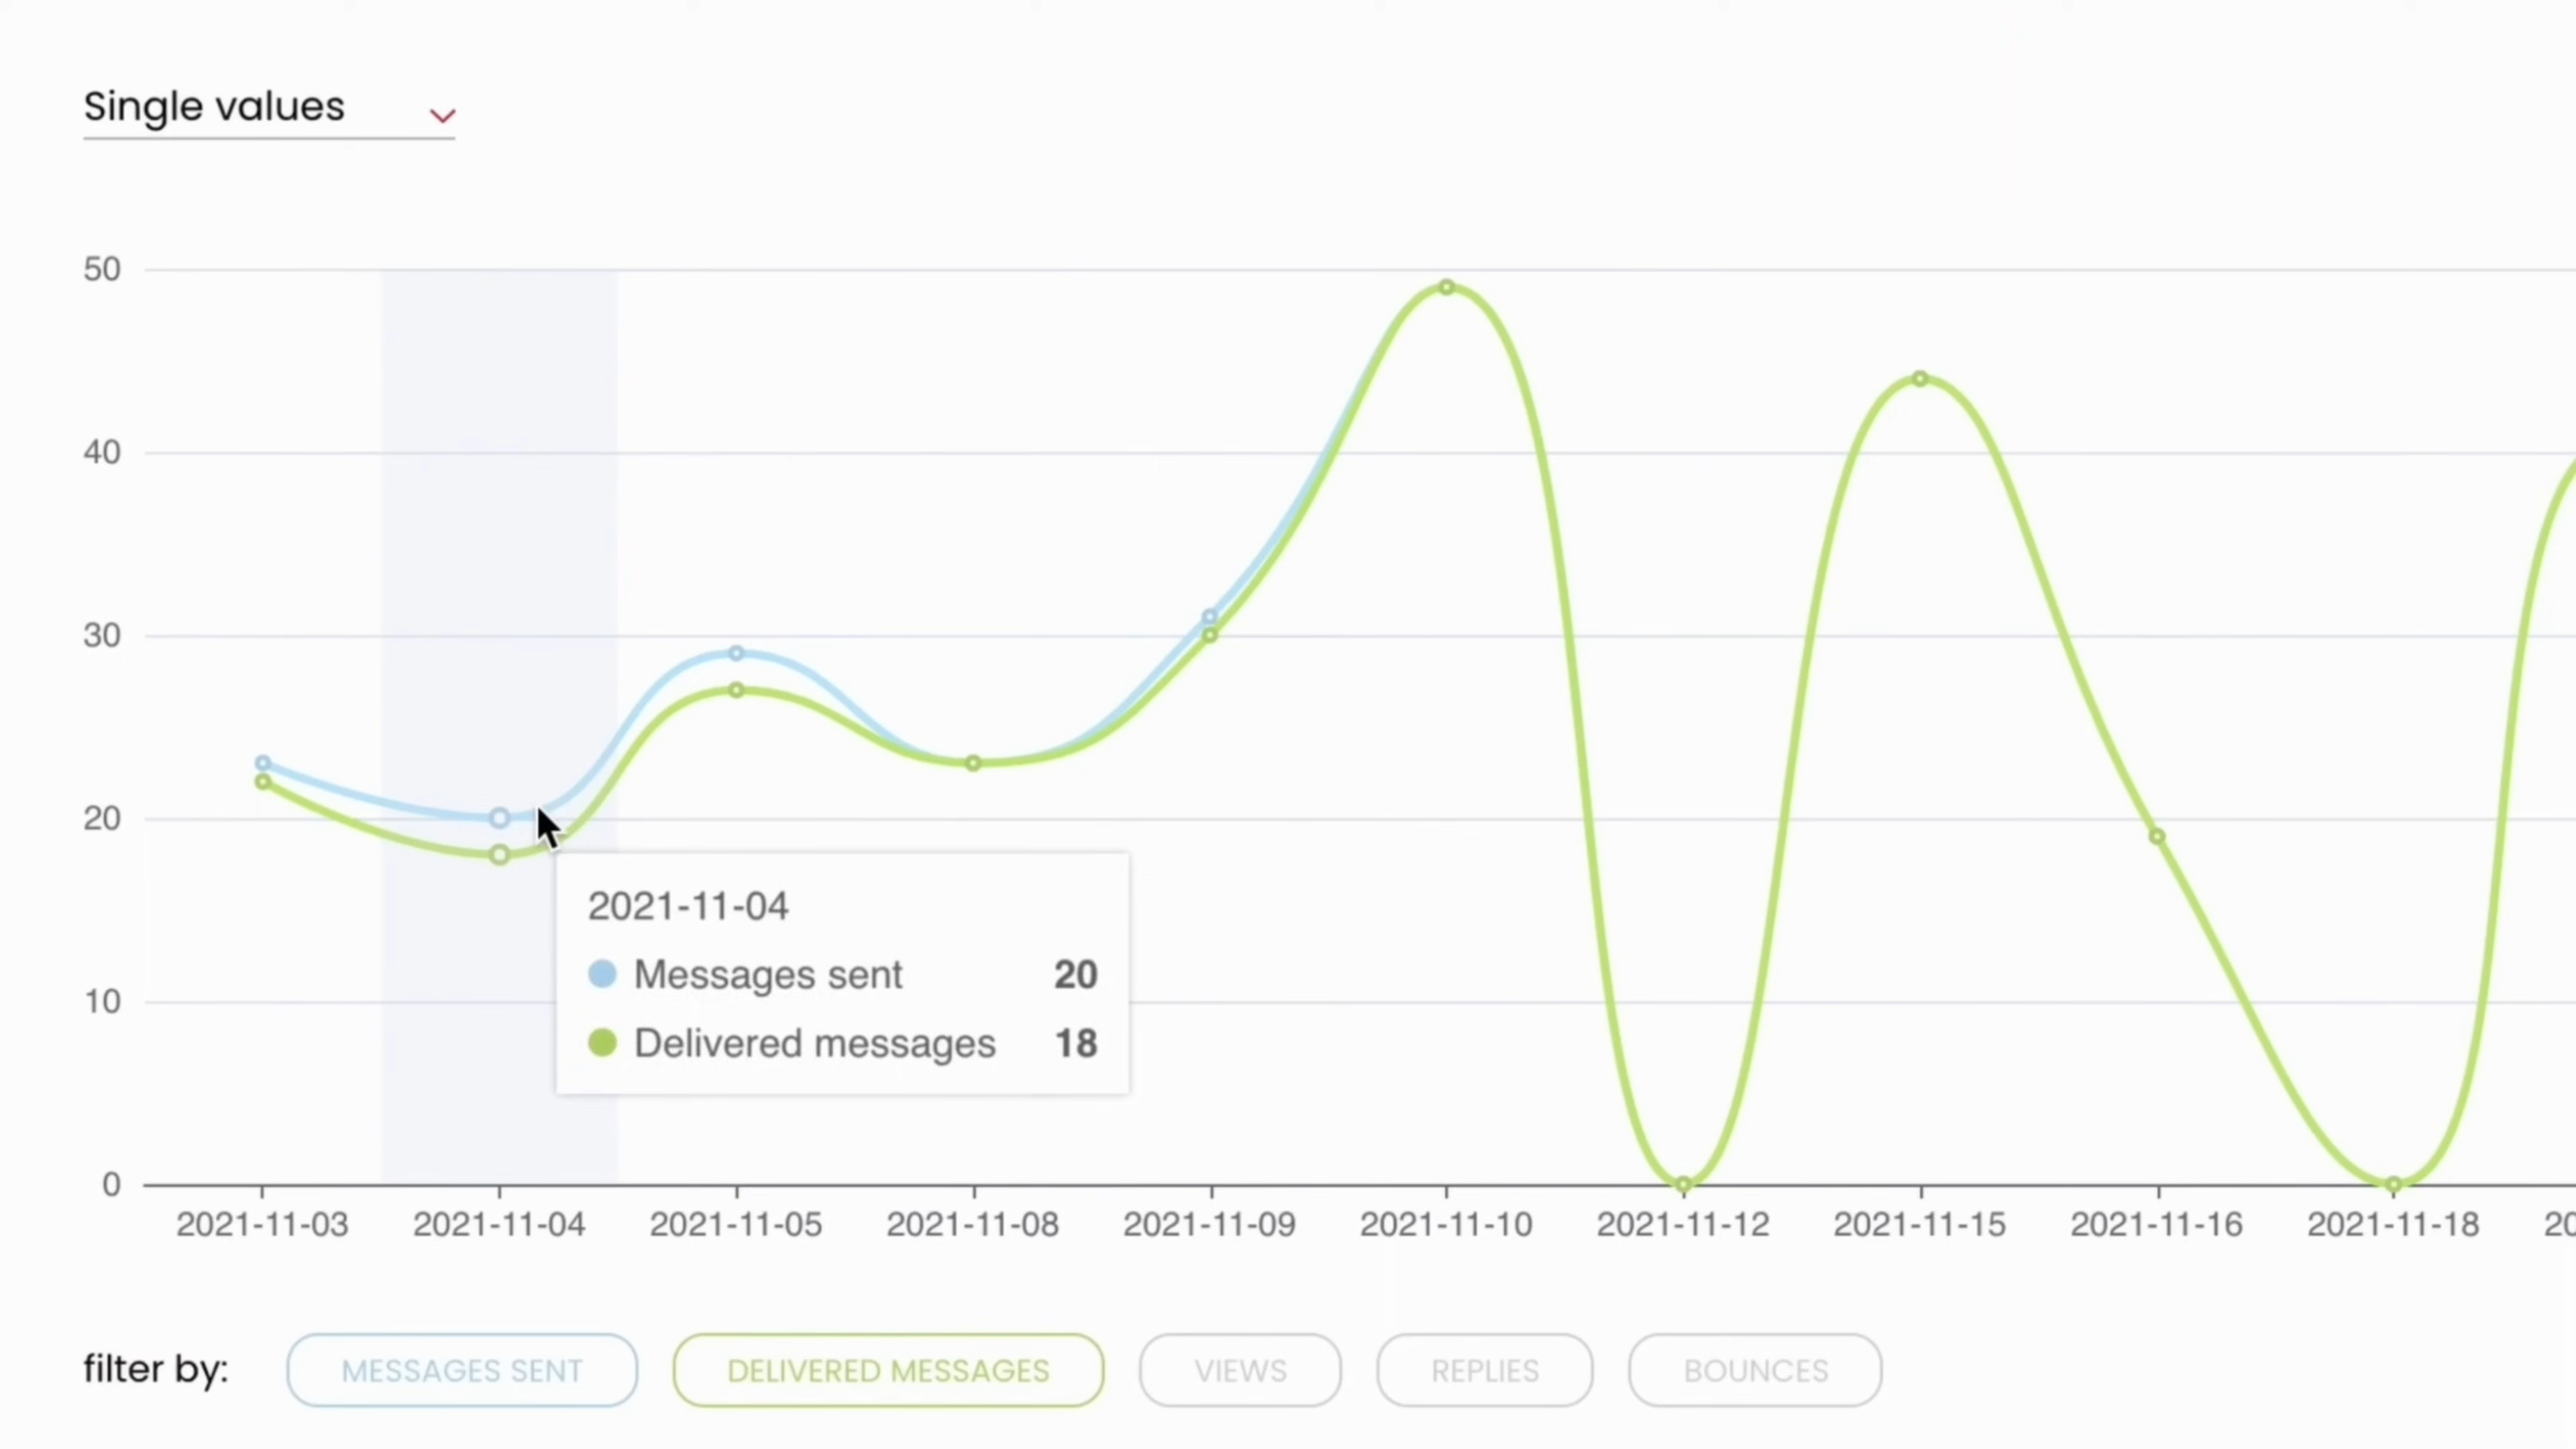 Single values
50
40
30
20
10
0
2021-11-04
Messages sent 20
Delivered messages 18
2021-11-03 2021-11-04 2021-11-05 2021-11-08 2021-11-09 2021-11-10 2021-11-12 2021-11-15 2021-11-16 2021-11-18 20
filter by: MESSAGES SENT DELIVERED MESSAGES VIEWS REPLIES BOUNCES